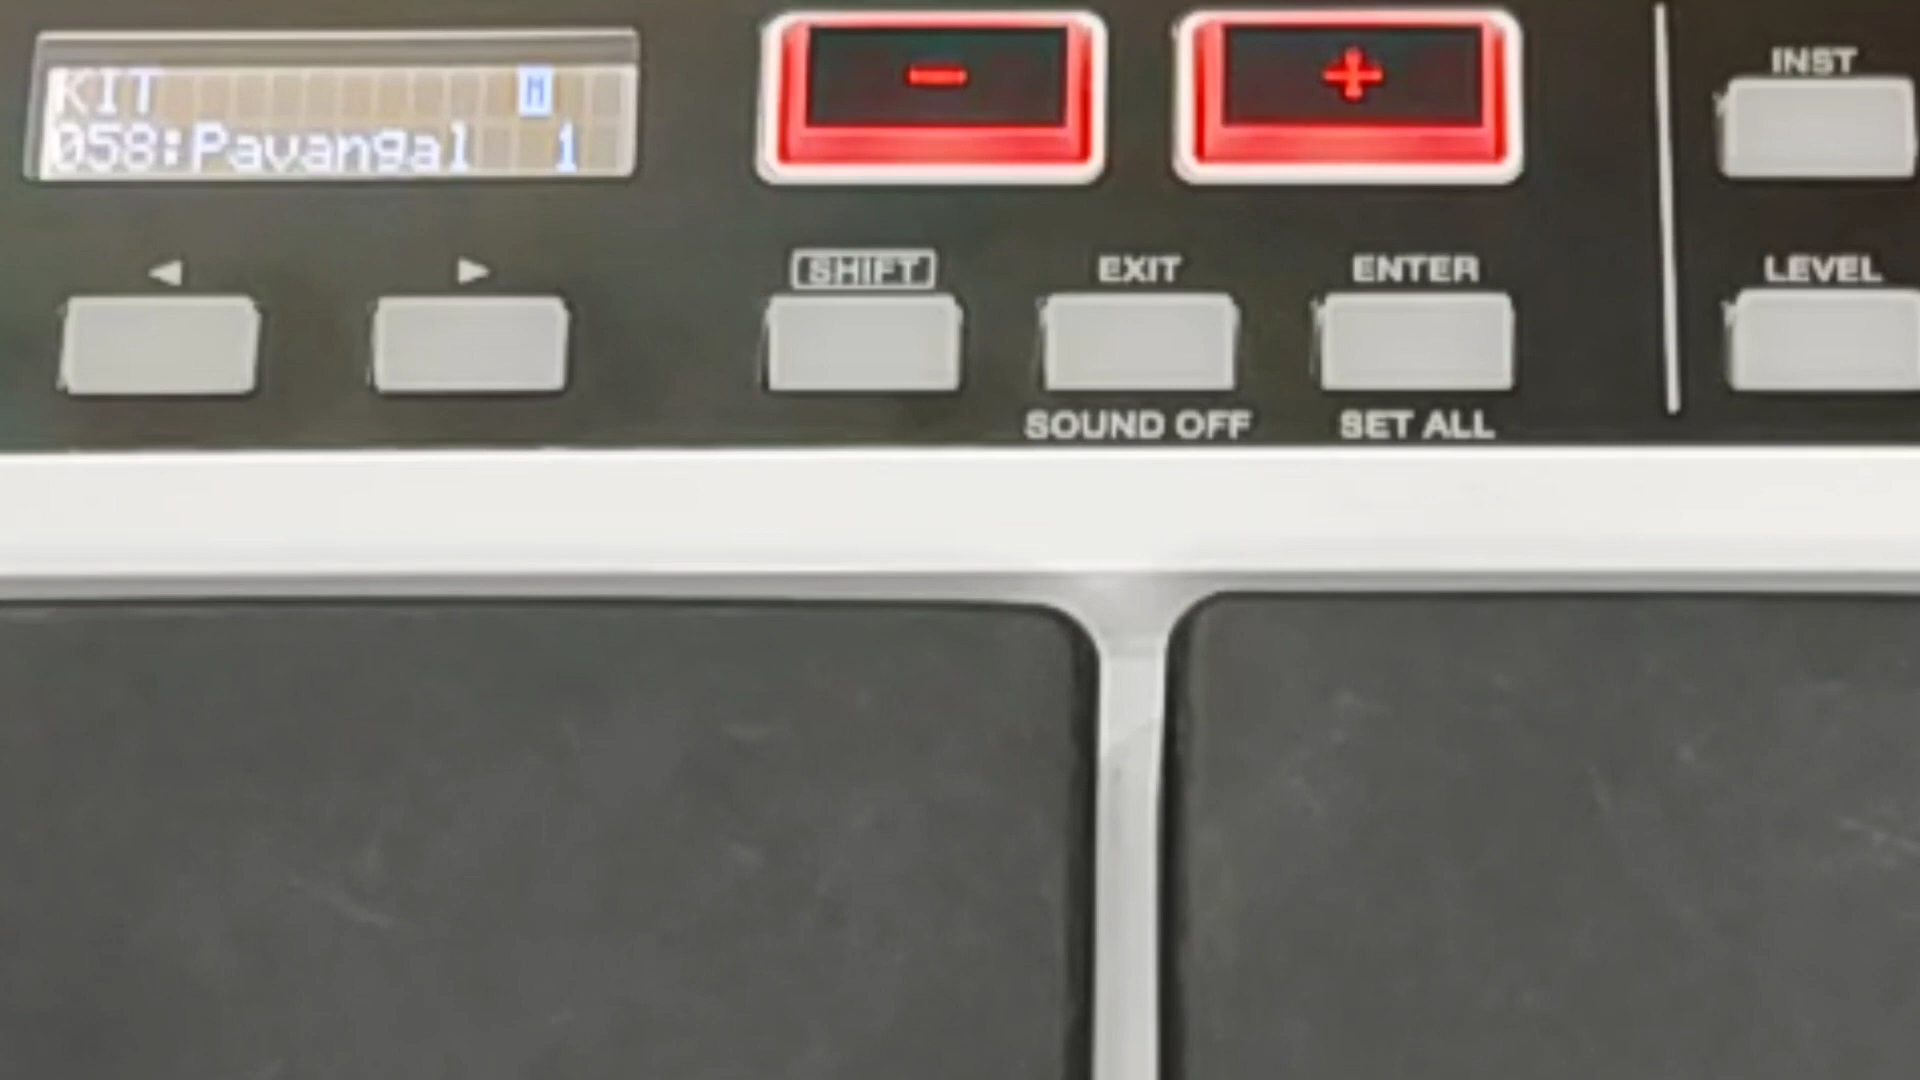 KIT M
058:Pavangal 1
- +
INST
◀ ▶ SHIFT EXIT ENTER LEVEL
SOUND OFF SET ALL